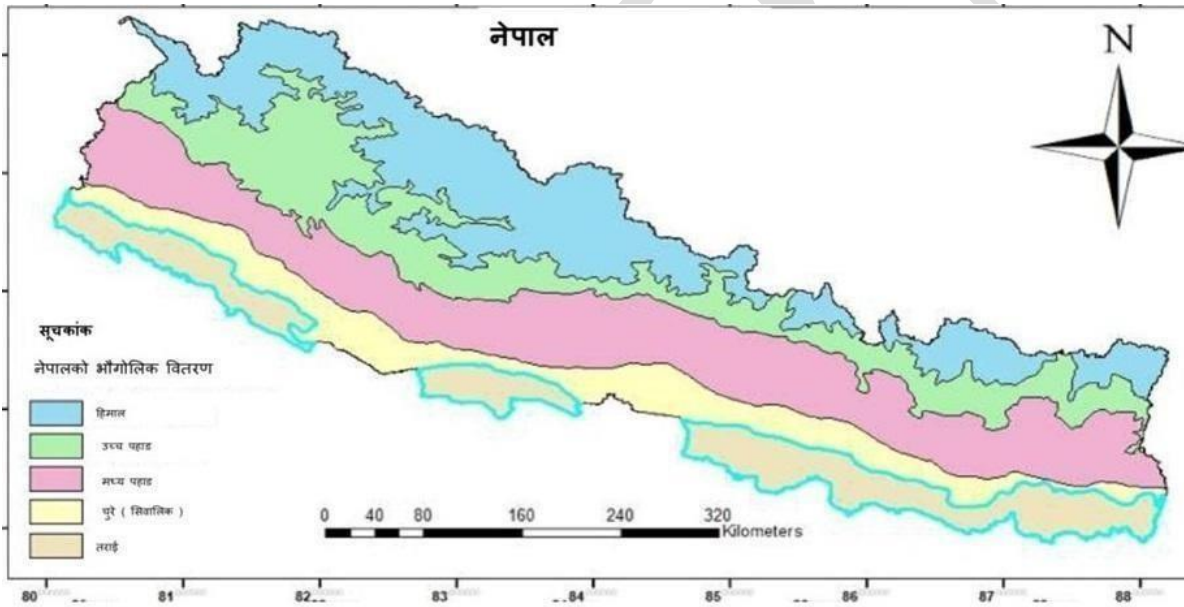 नेपाल
N
सूचकांक
नेपालको भौगोलिक वितरण
हिमाल
उच्च पहाड
मध्य पहाड
चुरे ( सिवालिक )
तराई
0 40 80 160 240 320
Kilometers
80 81 82 83 84 85 86 87 88